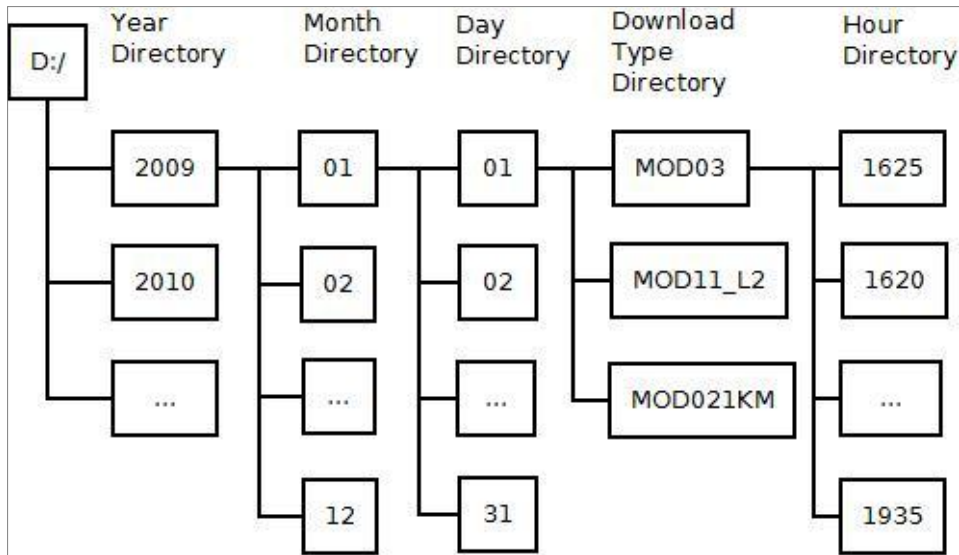 D:/
Year
Directory
Month
Directory
Day
Directory
Download
Type
Directory
Hour
Directory
2009
01
01
MOD03
1625
2010
02
02
MOD11_L2
1620
...
...
...
MOD021KM
...
12
31
1935